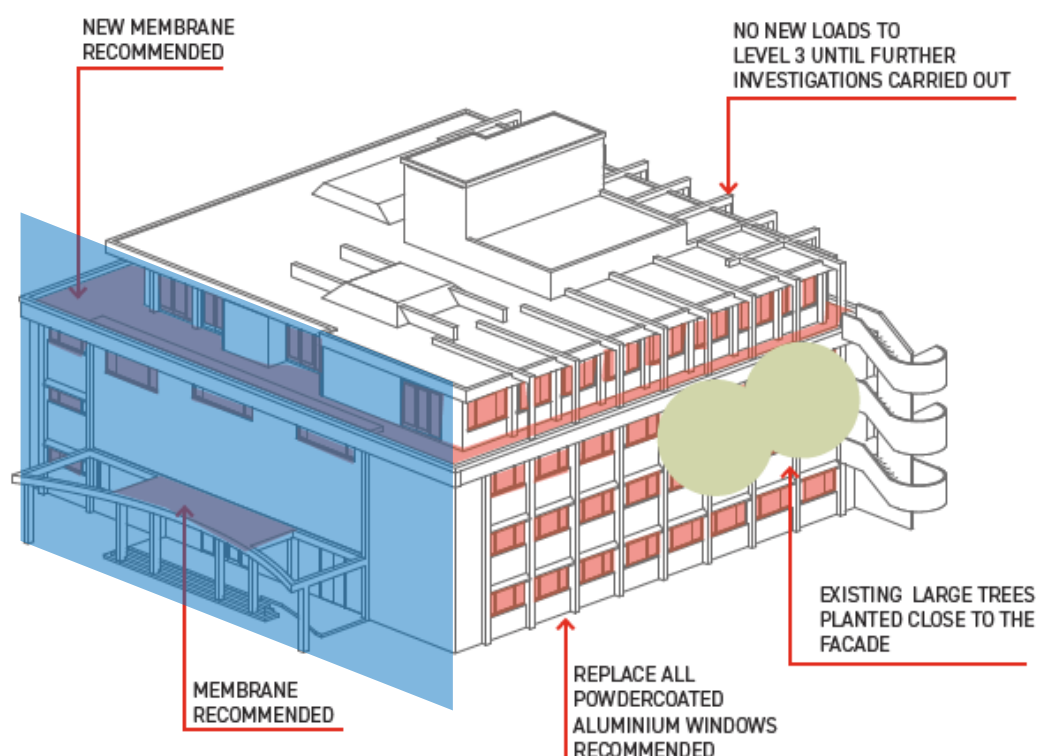 NEW MEMBRANE
RECOMMENDED
NO NEW LOADS TO
LEVEL 3 UNTIL FURTHER
INVESTIGATIONS CARRIED OUT
EXISTING LARGE TREES
PLANTED CLOSE TO THE
FACADE
MEMBRANE
RECOMMENDED
REPLACE ALL
POWDERCOATED
ALUMINIUM WINDOWS
RECOMMENDED